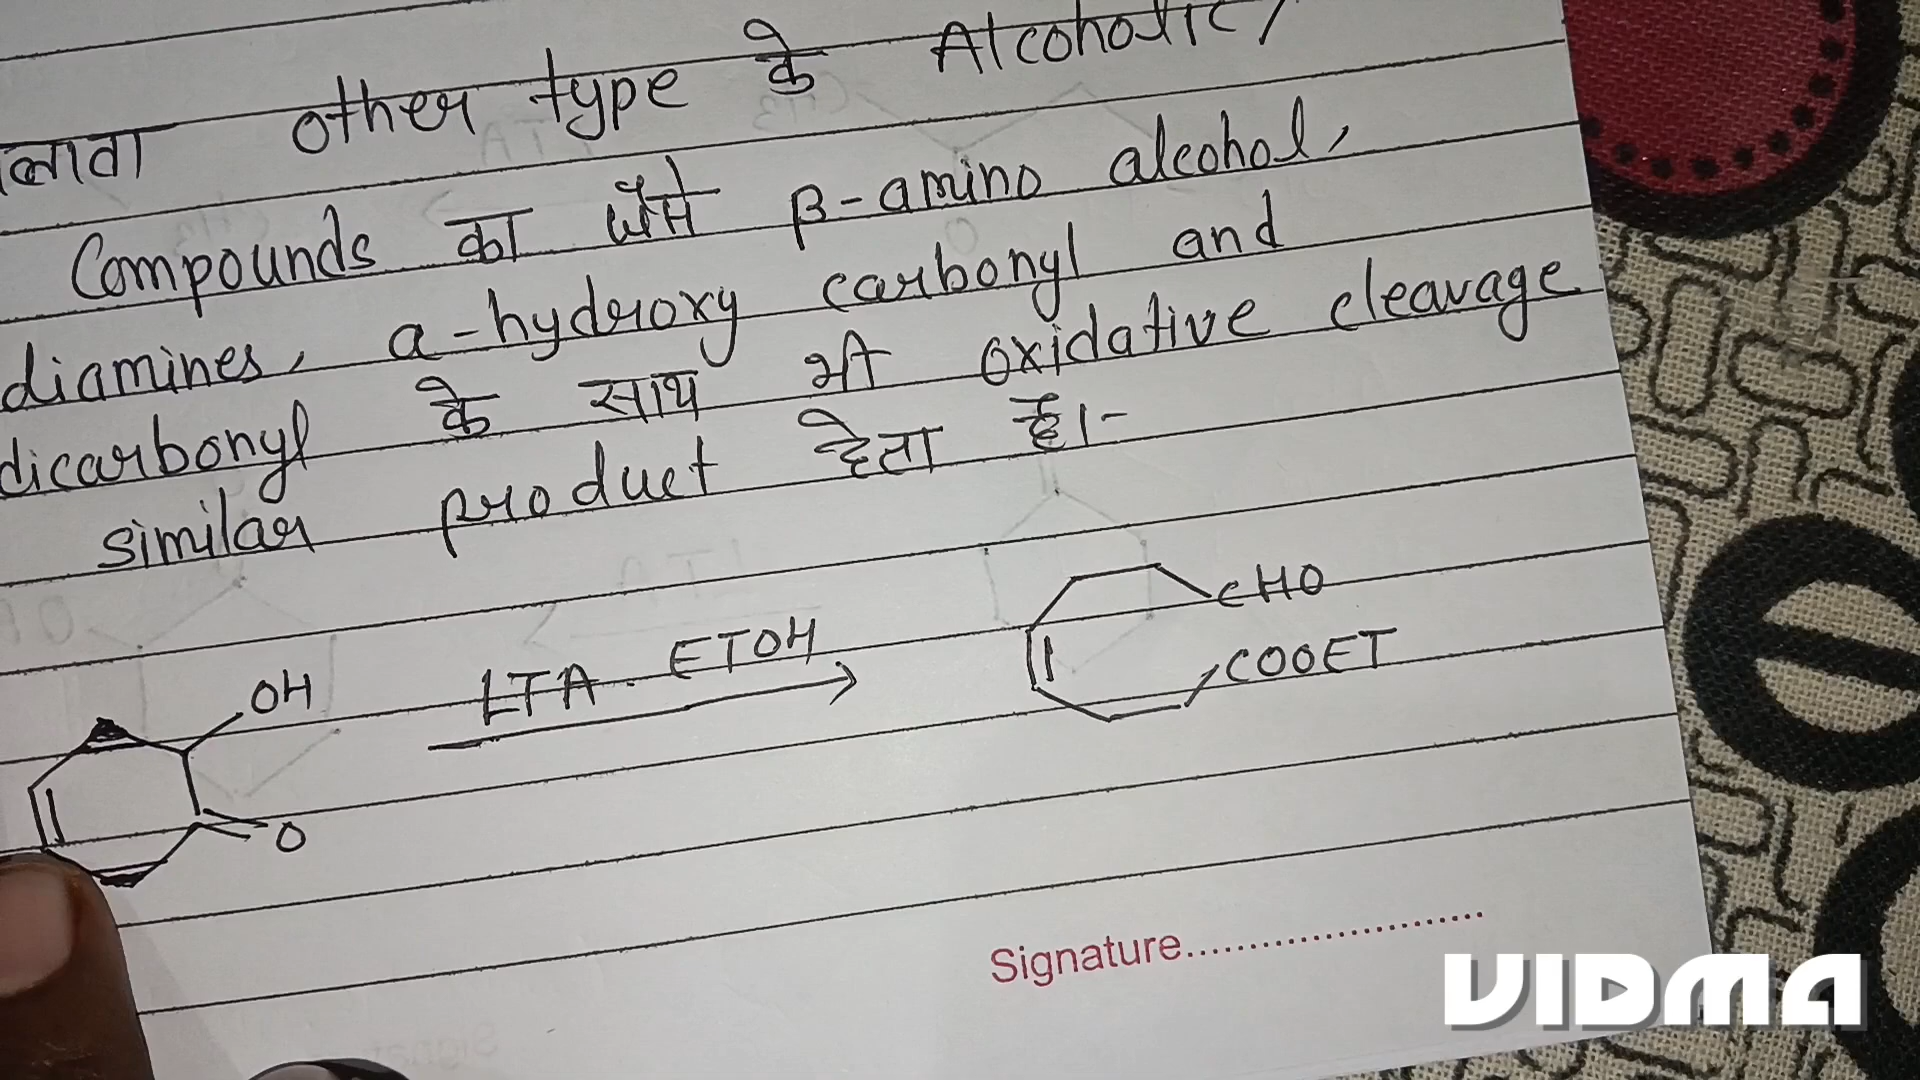 other type के Alcoholic/
Compounds का जैसे β-amino alcohol,
diamines, α-hydroxy carbonyl and
dicarbonyl के साथ भी oxidative cleavage
similar product देता है।-
OH
O
LTA. ETOH
CHO
COOET
Signature
VIDMA